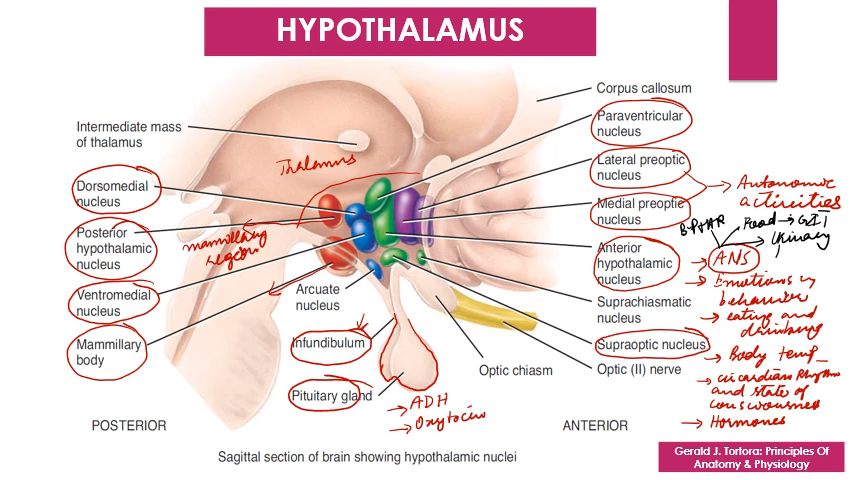 HYPOTHALAMUS
Intermediate mass
of thalamus
Dorsomedial
nucleus
Posterior
hypothalamic
nucleus
Ventromedial
nucleus
Mammillary
body
Thalamus
mamillary
region
Arcuate
nucleus
Infundibulum
Pituitary gland
→ ADH
→ Oxytocin
Corpus callosum
Paraventricular
nucleus
Lateral preoptic
nucleus
Medial preoptic
nucleus
Anterior
hypothalamic
nucleus
Suprachiasmatic
nucleus
Supraoptic nucleus
Optic (II) nerve
Optic chiasm
→ Autonomic
activities
Food → GIT
→ Urinary
→ ANS
→ Emotions
behavior
→ eating and
drinking
→ Body temp
→ circardian Rhythm
and state of
consciousness
→ Hormones
POSTERIOR
ANTERIOR
Sagittal section of brain showing hypothalamic nuclei
Gerald J. Tortora: Principles Of
Anatomy & Physiology